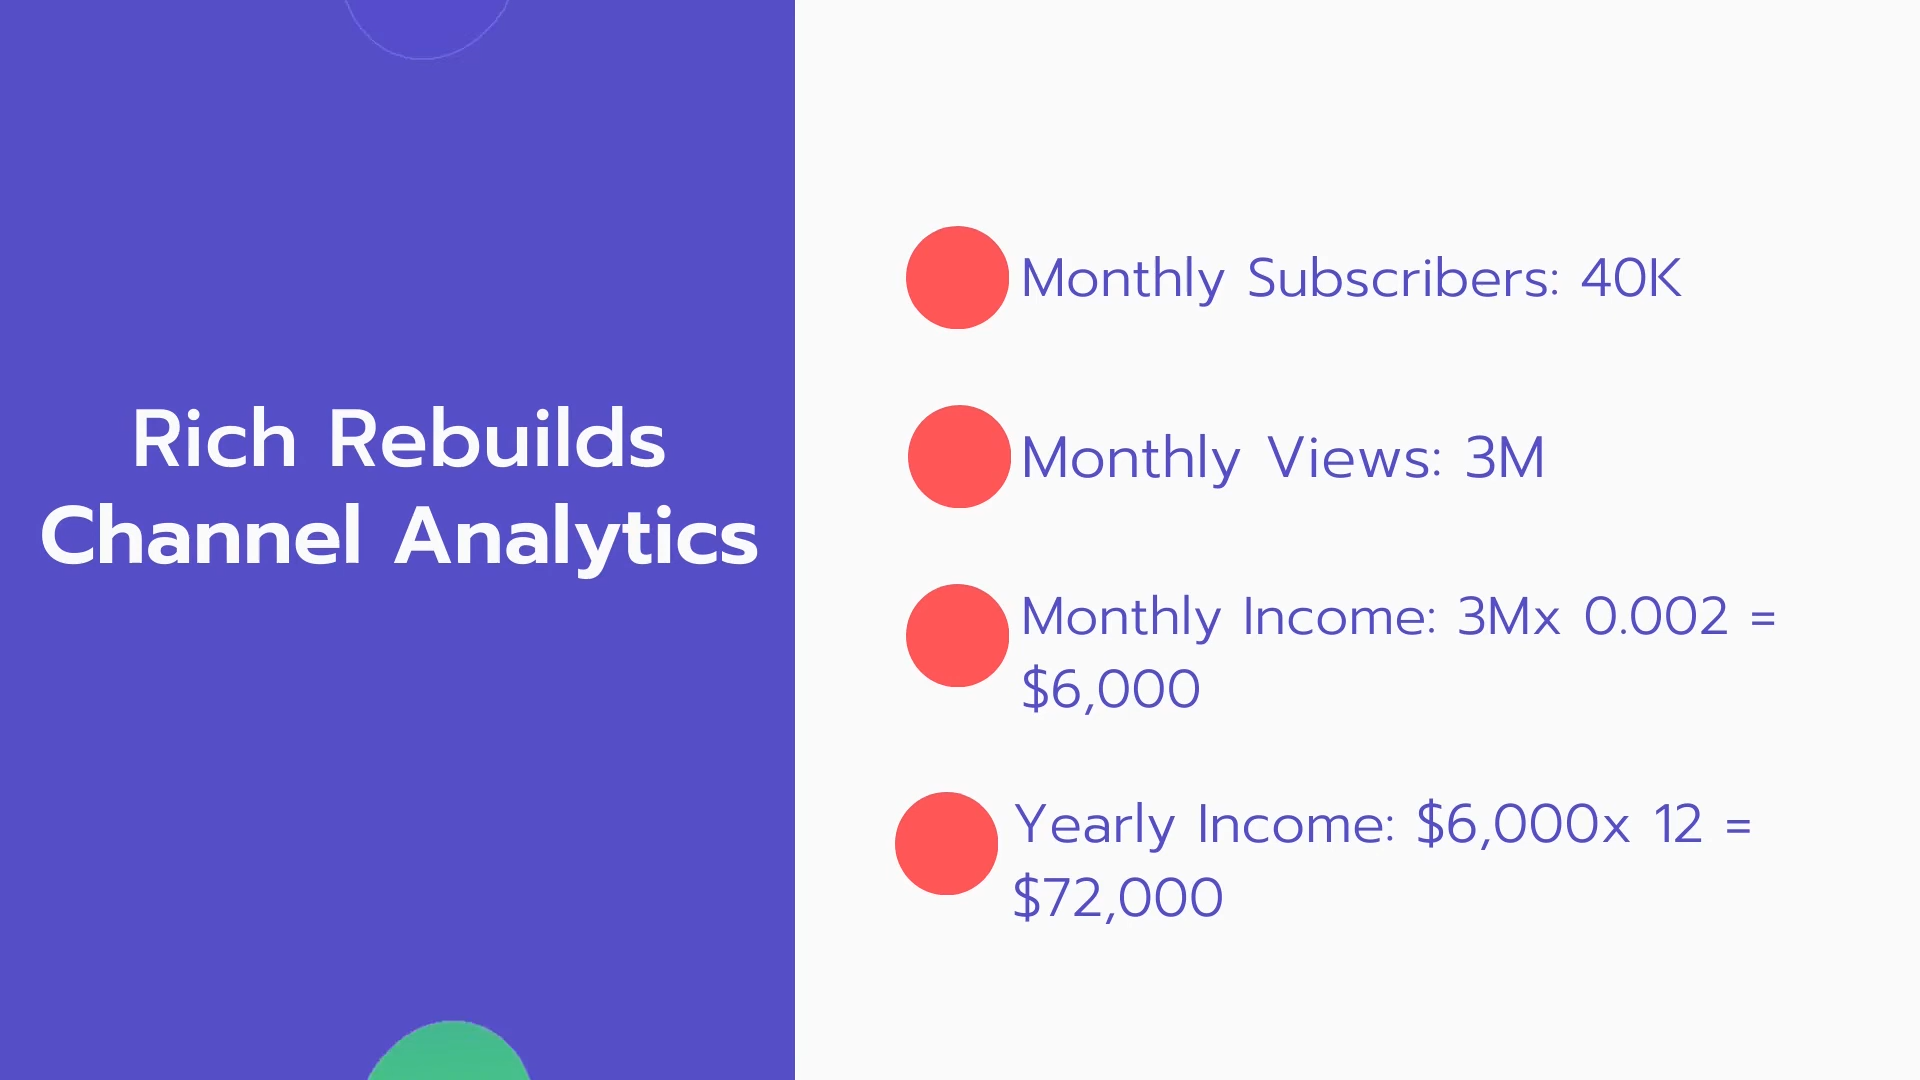 Rich Rebuilds
Channel Analytics
Monthly Subscribers: 40K
Monthly Views: 3M
Monthly Income: 3Mx 0.002 =
$6,000
Yearly Income: $6,000x 12 =
$72,000